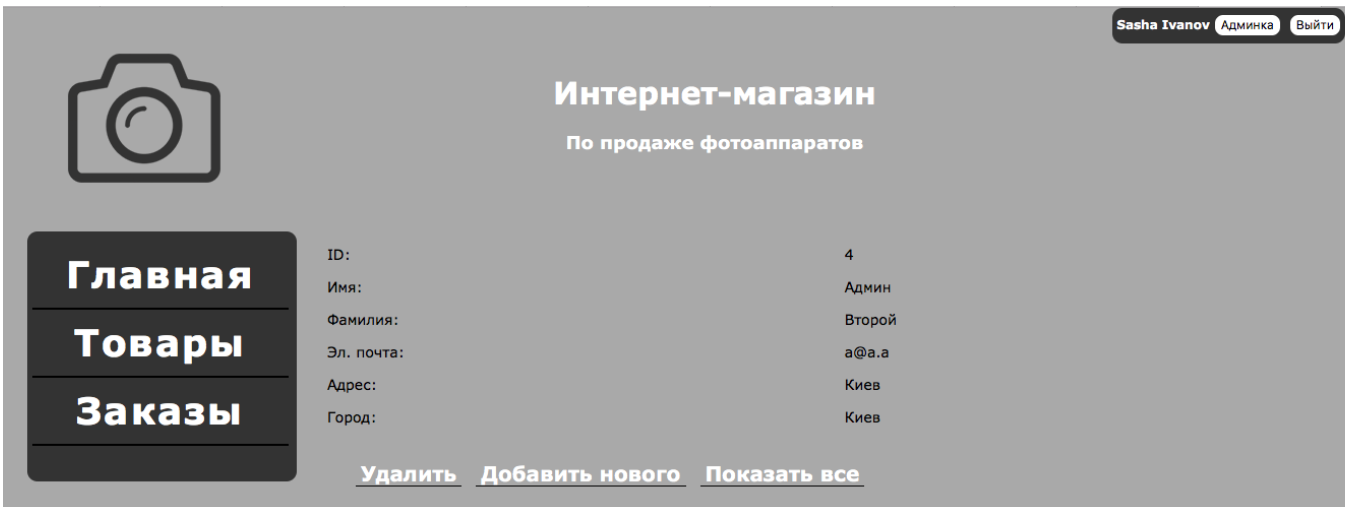 Sasha Ivanov Админка Выйти
Интернет-магазин
По продаже фотоаппаратов
Главная
Товары
Заказы
ID: 4
Имя: Админ
Фамилия: Второй
Эл. почта: a@a.a
Адрес: Киев
Город: Киев
Удалить Добавить нового Показать все